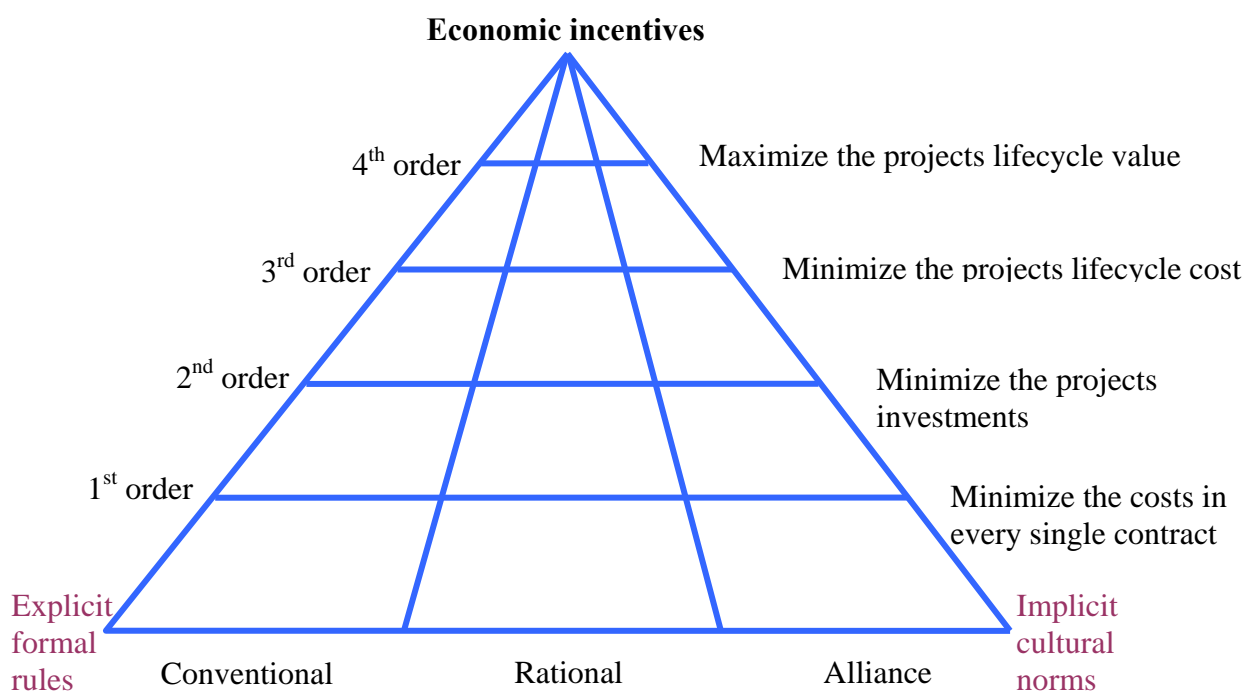 Economic incentives
4th order
Maximize the projects lifecycle value
3rd order
Minimize the projects lifecycle cost
2nd order
Minimize the projects
investments
1st order
Minimize the costs in
every single contract
Explicit
formal
rules
Implicit
cultural
norms
Conventional
Rational
Alliance